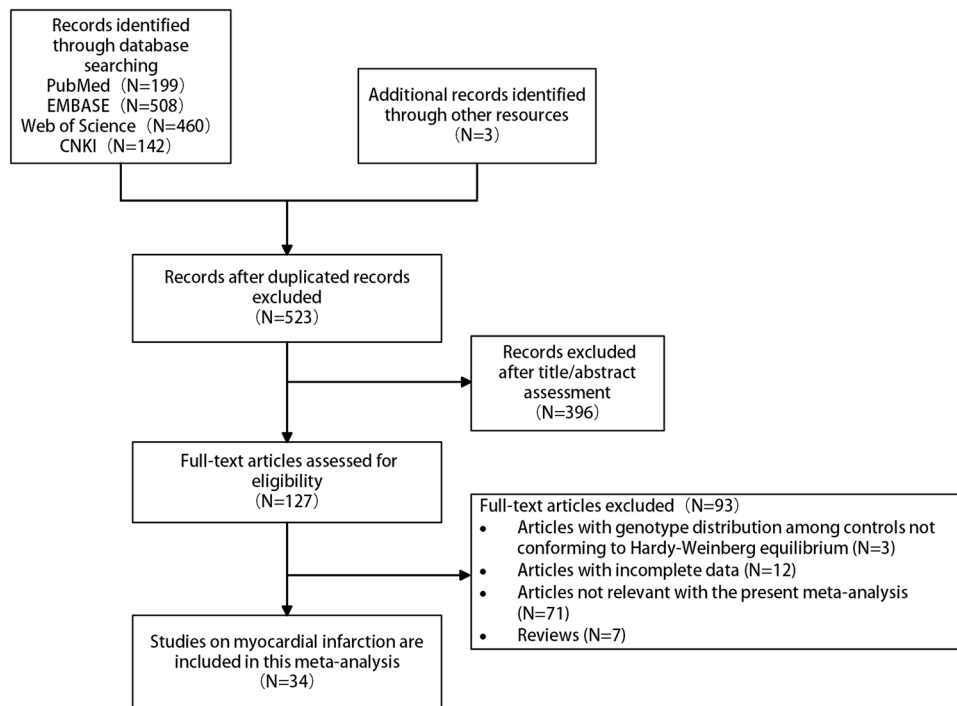 Records identified
through database
searching
PubMed（N=199）
EMBASE（N=508）
Web of Science（N=460）
CNKI（N=142）
Additional records identified
through other resources
（N=3）
Records after duplicated records
excluded
（N=523）
Records excluded
after title/abstract
assessment
（N=396）
Full-text articles assessed for
eligibility
（N=127）
Full-text articles excluded（N=93）
• Articles with genotype distribution among controls not
conforming to Hardy-Weinberg equilibrium (N=3)
• Articles with incomplete data (N=12)
• Articles not relevant with the present meta-analysis
(N=71)
• Reviews (N=7)
Studies on myocardial infarction are
included in this meta-analysis
（N=34）